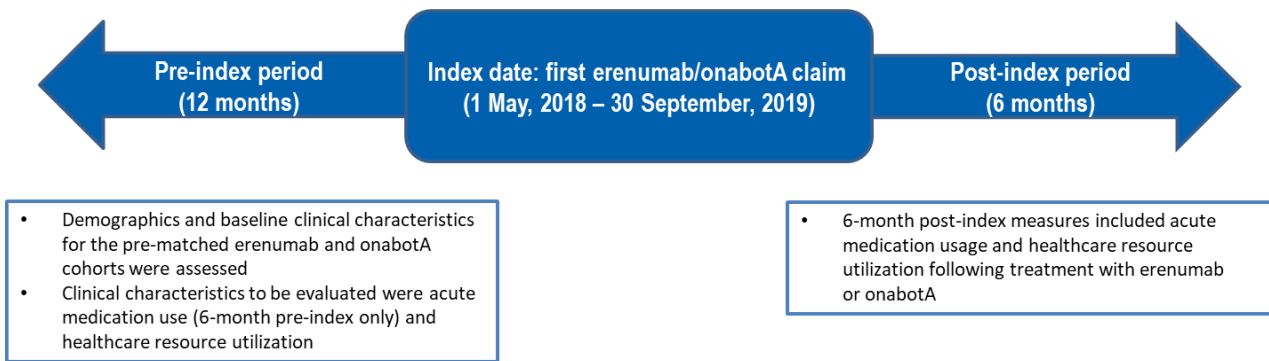 Pre-index period
(12 months)
Index date: first erenumab/onabotA claim
(1 May, 2018 – 30 September, 2019)
Post-index period
(6 months)
• Demographics and baseline clinical characteristics
for the pre-matched erenumab and onabotA
cohorts were assessed
• Clinical characteristics to be evaluated were acute
medication use (6-month pre-index only) and
healthcare resource utilization
• 6-month post-index measures included acute
medication usage and healthcare resource
utilization following treatment with erenumab
or onabotA